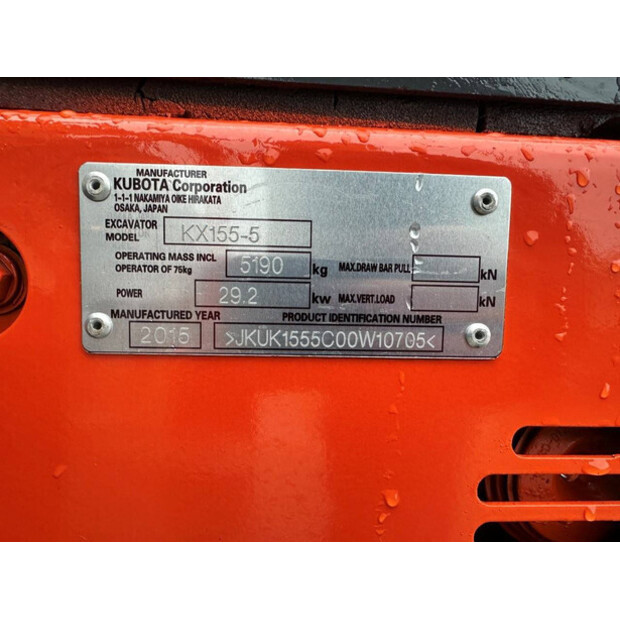 MANUFACTURER
KUBOTA Corporation
1-1-1 NAKAMIYA OIKE HIRAKATA
OSAKA, JAPAN
EXCAVATOR MODEL KX155-5
OPERATING MASS INCL OPERATOR OF 75kg 5190 kg MAX.DRAW BAR PULL kN
POWER 29.2 kw MAX.VERT.LOAD kN
MANUFACTURED YEAR PRODUCT IDENTIFICATION NUMBER
2015 >JKUK1555C00W10705<